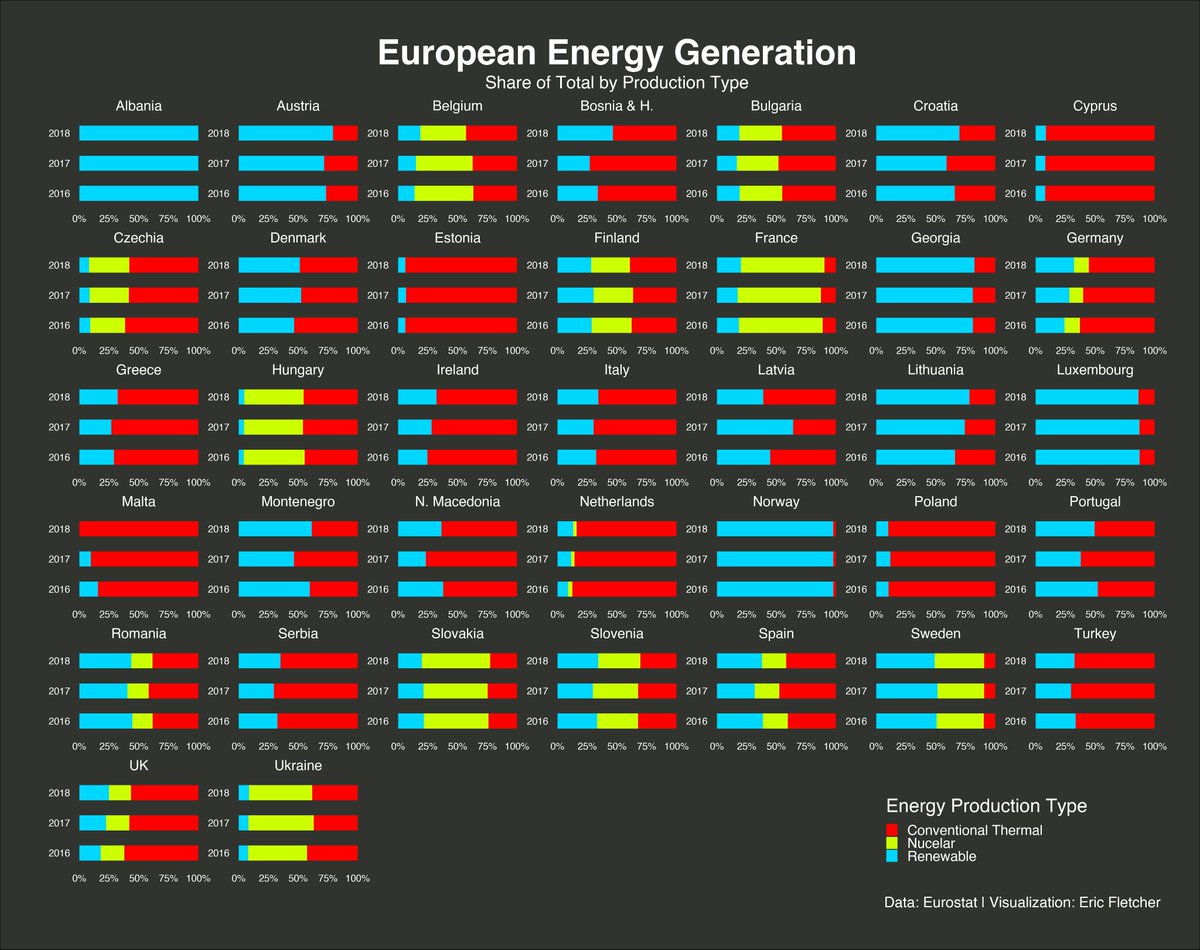 European Energy Generation
Share of Total by Production Type
Albania Austria Belgium Bosnia & H. Bulgaria Croatia Cyprus
2018 2018 2018 2018 2018 2018 2018
2017 2017 2017 2017 2017 2017 2017
2016 2016 2016 2016 2016 2016 2016
0% 25% 50% 75% 100% 0% 25% 50% 75% 100% 0% 25% 50% 75% 100% 0% 25% 50% 75% 100% 0% 25% 50% 75% 100% 0% 25% 50% 75% 100% 0% 25% 50% 75% 100%
Czechia Denmark Estonia Finland France Georgia Germany
2018 2018 2018 2018 2018 2018 2018
2017 2017 2017 2017 2017 2017 2017
2016 2016 2016 2016 2016 2016 2016
0% 25% 50% 75% 100% 0% 25% 50% 75% 100% 0% 25% 50% 75% 100% 0% 25% 50% 75% 100% 0% 25% 50% 75% 100% 0% 25% 50% 75% 100% 0% 25% 50% 75% 100%
Greece Hungary Ireland Italy Latvia Lithuania Luxembourg
2018 2018 2018 2018 2018 2018 2018
2017 2017 2017 2017 2017 2017 2017
2016 2016 2016 2016 2016 2016 2016
0% 25% 50% 75% 100% 0% 25% 50% 75% 100% 0% 25% 50% 75% 100% 0% 25% 50% 75% 100% 0% 25% 50% 75% 100% 0% 25% 50% 75% 100% 0% 25% 50% 75% 100%
Malta Montenegro N. Macedonia Netherlands Norway Poland Portugal
2018 2018 2018 2018 2018 2018 2018
2017 2017 2017 2017 2017 2017 2017
2016 2016 2016 2016 2016 2016 2016
0% 25% 50% 75% 100% 0% 25% 50% 75% 100% 0% 25% 50% 75% 100% 0% 25% 50% 75% 100% 0% 25% 50% 75% 100% 0% 25% 50% 75% 100% 0% 25% 50% 75% 100%
Romania Serbia Slovakia Slovenia Spain Sweden Turkey
2018 2018 2018 2018 2018 2018 2018
2017 2017 2017 2017 2017 2017 2017
2016 2016 2016 2016 2016 2016 2016
0% 25% 50% 75% 100% 0% 25% 50% 75% 100% 0% 25% 50% 75% 100% 0% 25% 50% 75% 100% 0% 25% 50% 75% 100% 0% 25% 50% 75% 100% 0% 25% 50% 75% 100%
UK Ukraine
2018 2018
2017 2017
2016 2016
0% 25% 50% 75% 100% 0% 25% 50% 75% 100%
Energy Production Type
Conventional Thermal
Nucelar
Renewable
Data: Eurostat | Visualization: Eric Fletcher